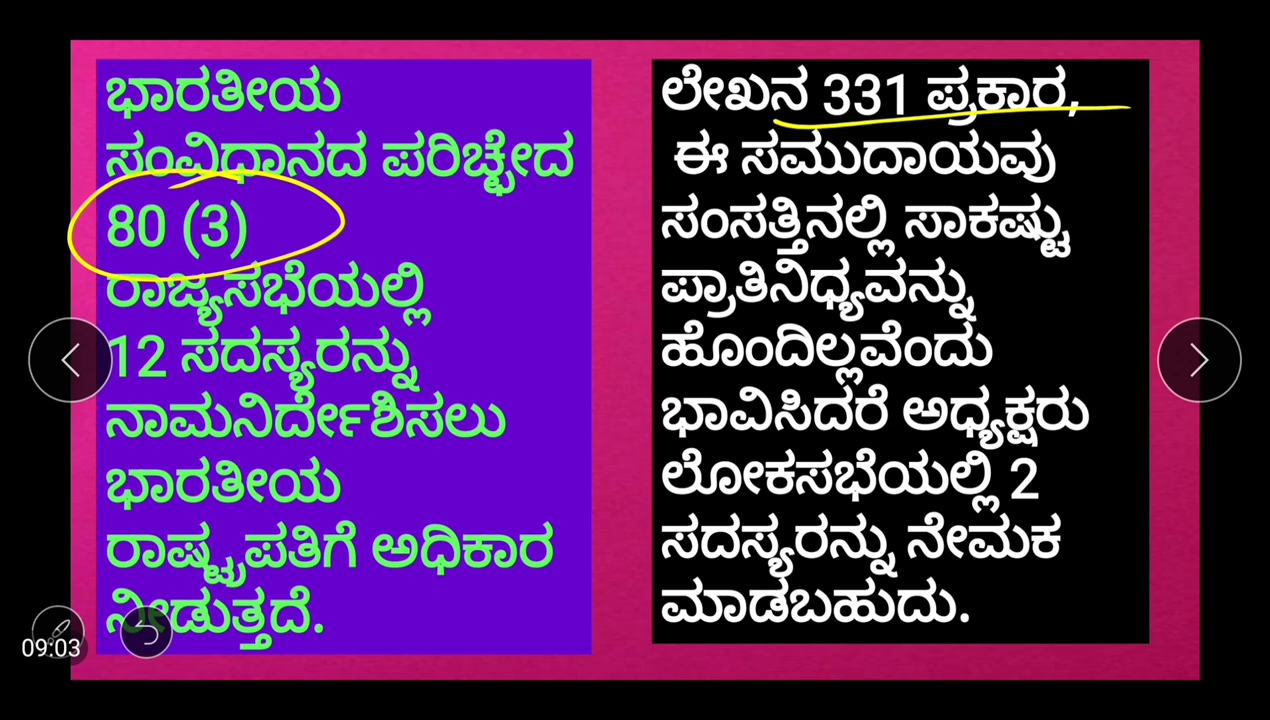 ಭಾರತೀಯ
ಸಂವಿಧಾನದ ಪರಿಚ್ಛೇದ
80 (3)
ರಾಜ್ಯಸಭೆಯಲ್ಲಿ
12 ಸದಸ್ಯರನ್ನು
ನಾಮನಿರ್ದೇಶಿಸಲು
ಭಾರತೀಯ
ರಾಷ್ಟ್ರಪತಿಗೆ ಅಧಿಕಾರ
ನೀಡುತ್ತದೆ.
ಲೇಖನ 331 ಪ್ರಕಾರ,
ಈ ಸಮುದಾಯವು
ಸಂಸತ್ತಿನಲ್ಲಿ ಸಾಕಷ್ಟು
ಪ್ರಾತಿನಿಧ್ಯವನ್ನು
ಹೊಂದಿಲ್ಲವೆಂದು
ಭಾವಿಸಿದರೆ ಅಧ್ಯಕ್ಷರು
ಲೋಕಸಭೆಯಲ್ಲಿ 2
ಸದಸ್ಯರನ್ನು ನೇಮಕ
ಮಾಡಬಹುದು.
09:03